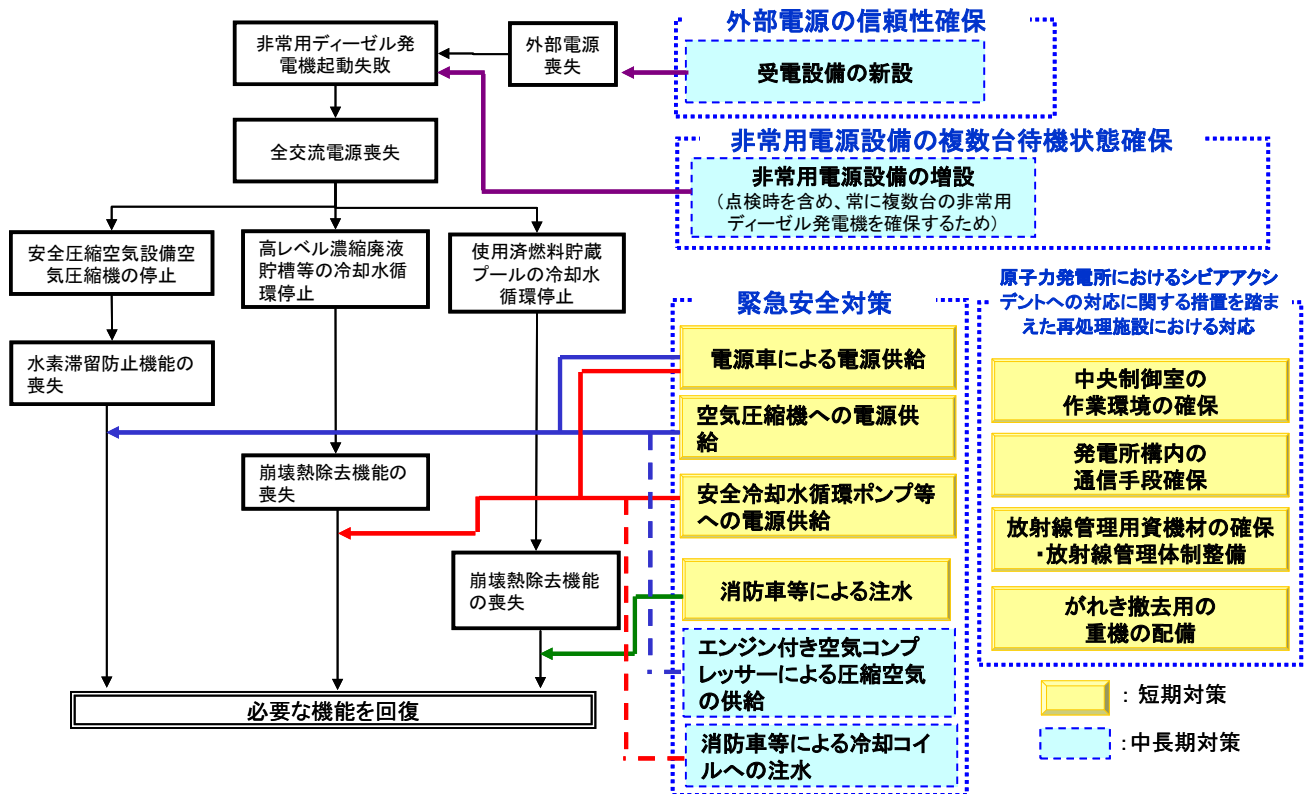 外部電源の信頼性確保
非常用ディーゼル発
電機起動失敗
外部電源
喪失
受電設備の新設
全交流電源喪失
非常用電源設備の複数台待機状態確保
非常用電源設備の増設
（点検時を含め、常に複数台の非常用
ディーゼル発電機を確保するため）
安全圧縮空気設備空
気圧縮機の停止
高レベル濃縮廃液
貯槽等の冷却水循
環停止
使用済燃料貯蔵
プールの冷却水
循環停止
水素滞留防止機能の
喪失
崩壊熱除去機能の
喪失
崩壊熱除去機能
の喪失
必要な機能を回復
緊急安全対策
電源車による電源供給
空気圧縮機への電源供
給
安全冷却水循環ポンプ等
への電源供給
消防車等による注水
エンジン付き空気コンプ
レッサーによる圧縮空気
の供給
消防車等による冷却コイ
ルへの注水
原子力発電所におけるシビアアクシ
デントへの対応に関する措置を踏ま
えた再処理施設における対応
中央制御室の
作業環境の確保
発電所構内の
通信手段確保
放射線管理用資機材の確保
・放射線管理体制整備
がれき撤去用の
重機の配備
：短期対策
：中長期対策